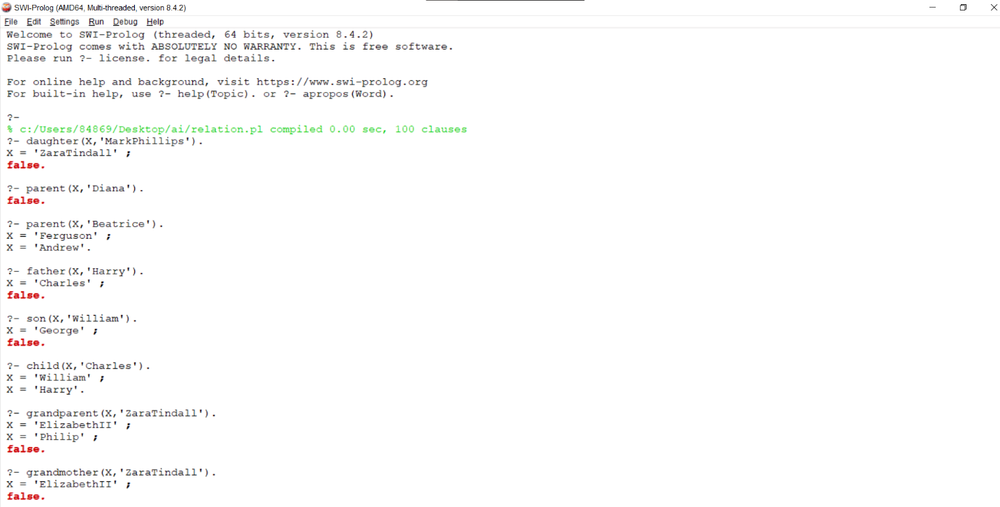 SWI-Prolog (AMD64, Multi-threaded, version 8.4.2)
File Edit Settings Run Debug Help
Welcome to SWI-Prolog (threaded, 64 bits, version 8.4.2)
SWI-Prolog comes with ABSOLUTELY NO WARRANTY. This is free software.
Please run ?- license. for legal details.
For online help and background, visit https://www.swi-prolog.org
For built-in help, use ?- help(Topic). or ?- apropos(Word).
?-
% c:/Users/84869/Desktop/ai/relation.pl compiled 0.00 sec, 100 clauses
?- daughter(X,'MarkPhillips').
X = 'ZaraTindall' ;
false.
?- parent(X,'Diana').
false.
?- parent(X,'Beatrice').
X = 'Ferguson' ;
X = 'Andrew'.
?- father(X,'Harry').
X = 'Charles' ;
false.
?- son(X,'William').
X = 'George' ;
false.
?- child(X,'Charles').
X = 'William' ;
X = 'Harry'.
?- grandparent(X,'ZaraTindall').
X = 'ElizabethII' ;
X = 'Philip' ;
false.
?- grandmother(X,'ZaraTindall').
X = 'ElizabethII' ;
false.